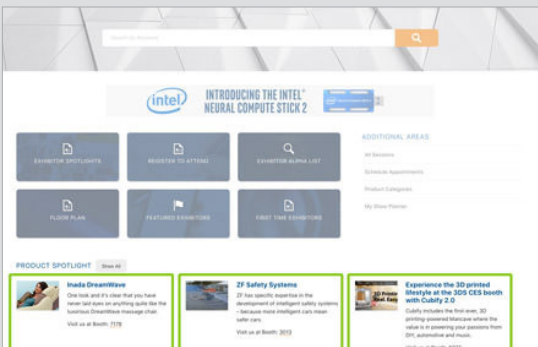 Search by Keyword
intel
INTRODUCING THE INTEL®
NEURAL COMPUTE STICK 2
EXHIBITOR SPOTLIGHTS
REGISTER TO ATTEND
EXHIBITOR ALPHA LIST
FLOOR PLAN
FEATURED EXHIBITORS
FIRST TIME EXHIBITORS
ADDITIONAL AREAS
All Sessions
Schedule Appointments
Product Categories
My Show Planner
PRODUCT SPOTLIGHT
Show All
Inada DreamWave
One look and it's clear that you have
never laid eyes on anything quite like the
luxurious DreamWave massage chair.
Visit us at Booth: 7178
ZF Safety Systems
ZF has specific expertise in the
development of intelligent safety systems
- because more intelligent cars mean
safer cars
Visit us at Booth: 3013
Experience the 3D printed
lifestyle at the 3DS CES booth
with Cubify 2.0
Cubify includes the first ever, 3D
printing-powered Mancave where the
value is in powering your passions from
DIY, automotive and music.